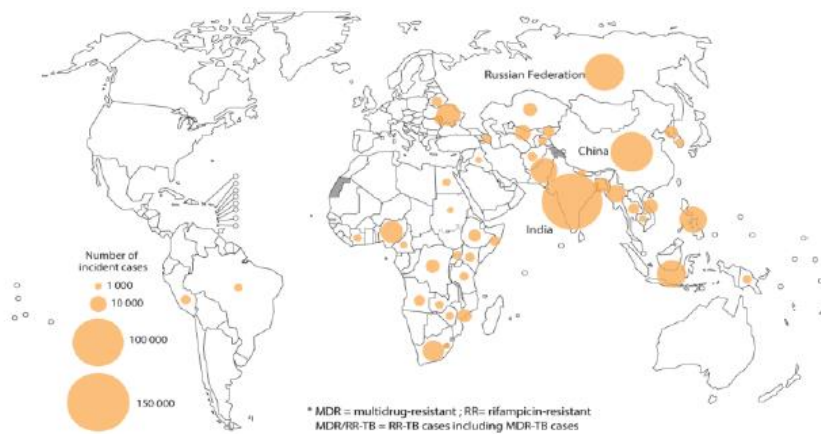 Russian Federation
China
India
Number of
incident cases
1 000
10 000
100 000
150 000
* MDR = multidrug-resistant ; RR= rifampicin-resistant
MDR/RR-TB = RR-TB cases including MDR-TB cases